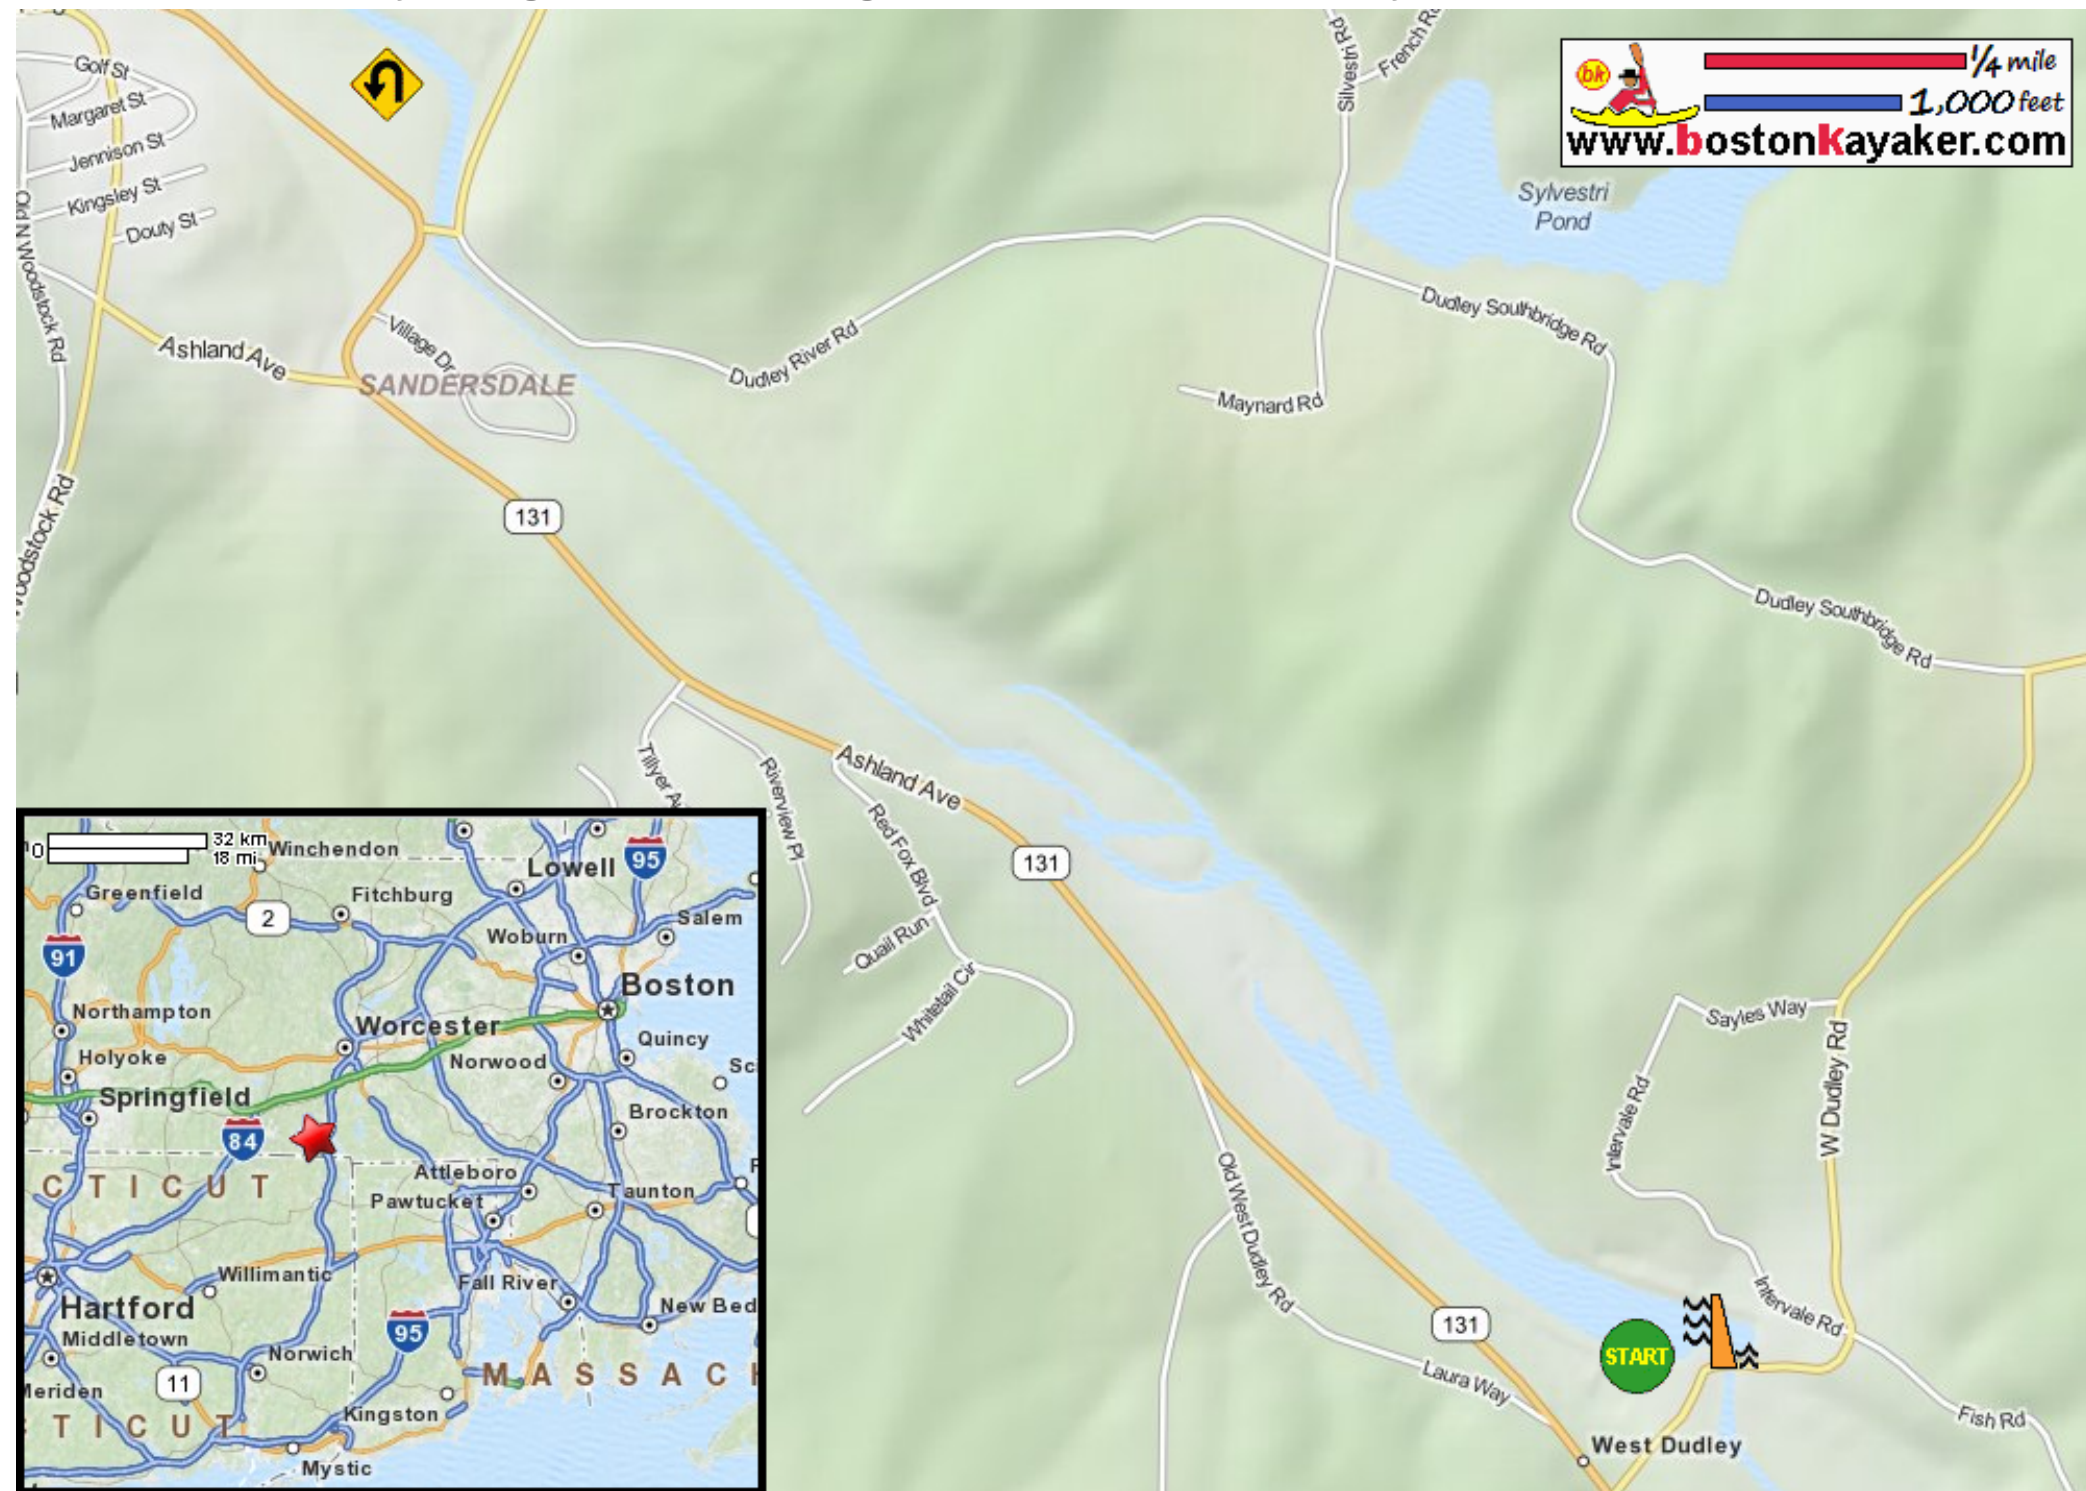 1/4 mile
1,000 feet
bk
www.bostonkayaker.com
Golf St
Margaret St
Jennison St
Kingsley St
Douty St
Old N Woodstock Rd
Woodstock Rd
Ashland Ave
Village Dr
SANDERSDALE
131
Dudley River Rd
Silvestri Rd
French Rd
Sylvestri
Pond
Dudley Southbridge Rd
Maynard Rd
Dudley Southbridge Rd
Tillyer
Riverview Pl
Ashland Ave
Red Fox Blvd
131
Quail Run
Whitetail Cir
Sayles Way
Intervale Rd
W Dudley Rd
Old West Dudley Rd
Intervale Rd
131
START
Laura Way
Fish Rd
West Dudley
0
32 km
18 mi
Winchendon
Lowell
95
Greenfield
Fitchburg
2
Salem
Woburn
91
Boston
Northampton
Worcester
Quincy
Holyoke
Norwood
Springfield
Brockton
84
Attleboro
CTICUT
Pawtucket
Taunton
Willimantic
Fall River
Hartford
New Bed
95
Middletown
Norwich
MASSAC
11
Meriden
Kingston
TICUT
Mystic